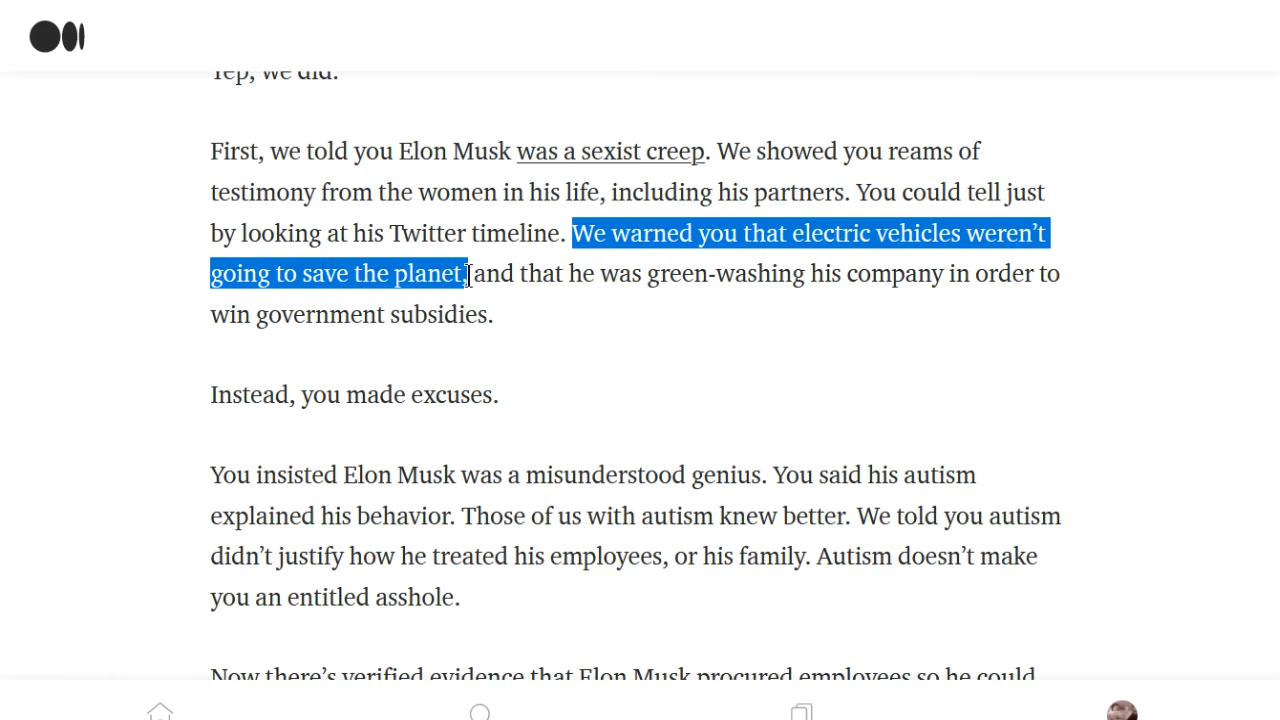 Yep, we did.
First, we told you Elon Musk was a sexist creep. We showed you reams of
testimony from the women in his life, including his partners. You could tell just
by looking at his Twitter timeline. We warned you that electric vehicles weren’t
going to save the planet, and that he was green-washing his company in order to
win government subsidies.
Instead, you made excuses.
You insisted Elon Musk was a misunderstood genius. You said his autism
explained his behavior. Those of us with autism knew better. We told you autism
didn’t justify how he treated his employees, or his family. Autism doesn’t make
you an entitled asshole.
Now there’s verified evidence that Elon Musk procured employees so he could